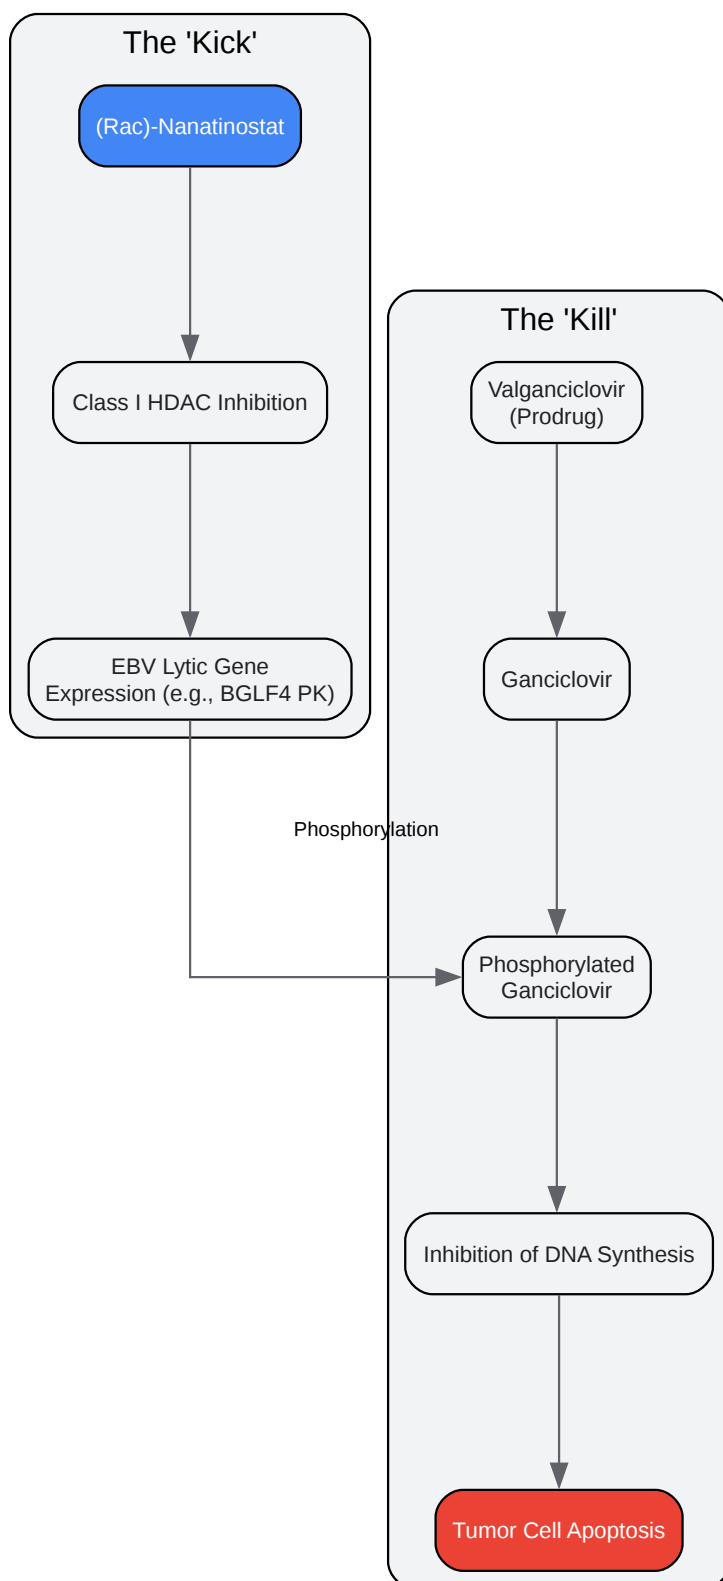 The 'Kick'
(Rac)-Nanatinostat
Class I HDAC Inhibition
EBV Lytic Gene
Expression (e.g., BGLF4 PK)
Phosphorylation
The 'Kill'
Valganciclovir
(Prodrug)
Ganciclovir
Phosphorylated
Ganciclovir
Inhibition of DNA Synthesis
Tumor Cell Apoptosis